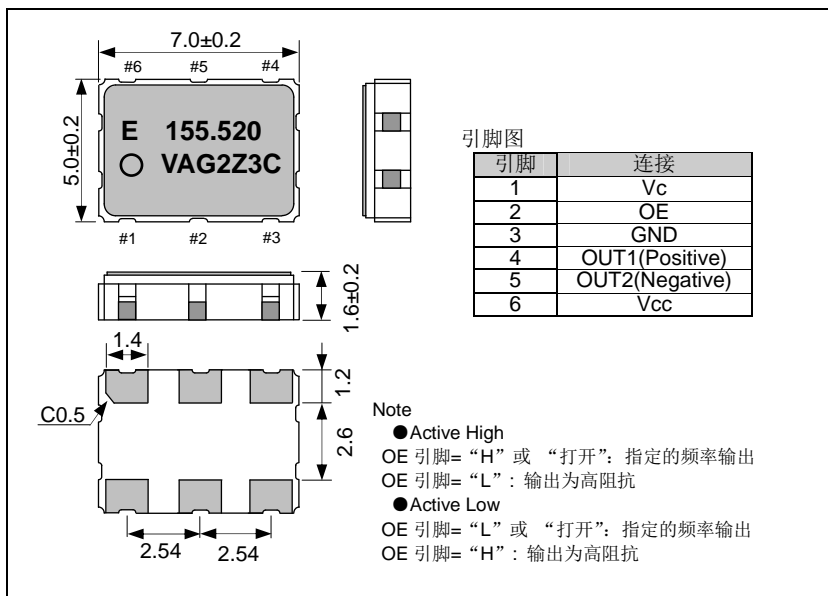 7.0±0.2
#6 #5 #4
5.0±0.2
E 155.520
VAG2Z3C
#1 #2 #3
1.6±0.2
1.4
1.2
C0.5
2.6
2.54 2.54
引脚图
引脚 连接
1 Vc
2 OE
3 GND
4 OUT1(Positive)
5 OUT2(Negative)
6 Vcc
Note
●Active High
OE 引脚= “H” 或 “打开”: 指定的频率输出
OE 引脚= “L” : 输出为高阻抗
●Active Low
OE 引脚= “L” 或 “打开”: 指定的频率输出
OE 引脚= “H” : 输出为高阻抗